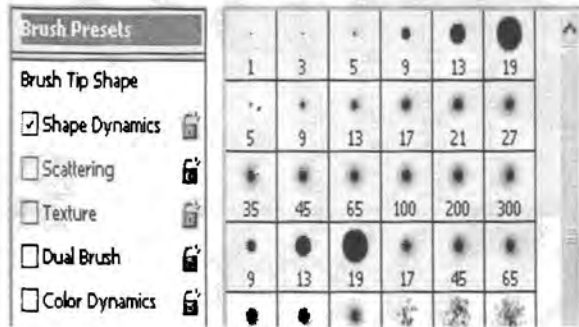 Brush Presets
Brush Tip Shape
Shape Dynamics
Scattering
Texture
Dual Brush
Color Dynamics
1 3 5 9 13 19
5 9 13 17 21 27
35 45 65 100 200 300
9 13 19 17 45 65